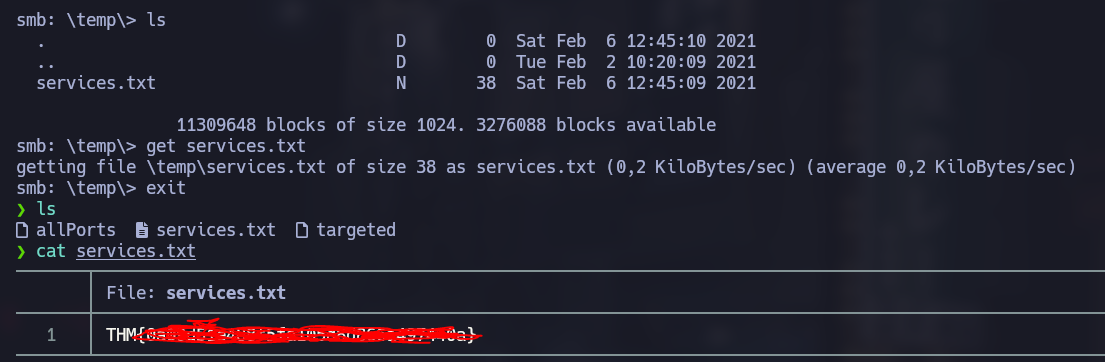 smb: \temp\> ls
. D 0 Sat Feb 6 12:45:10 2021
.. D 0 Tue Feb 2 10:20:09 2021
services.txt N 38 Sat Feb 6 12:45:09 2021
11309648 blocks of size 1024. 3276088 blocks available
smb: \temp\> get services.txt
getting file \temp\services.txt of size 38 as services.txt (0,2 KiloBytes/sec) (average 0,2 KiloBytes/sec)
smb: \temp\> exit
❯ ls
allPorts services.txt targeted
❯ cat services.txt
File: services.txt
1 THM{